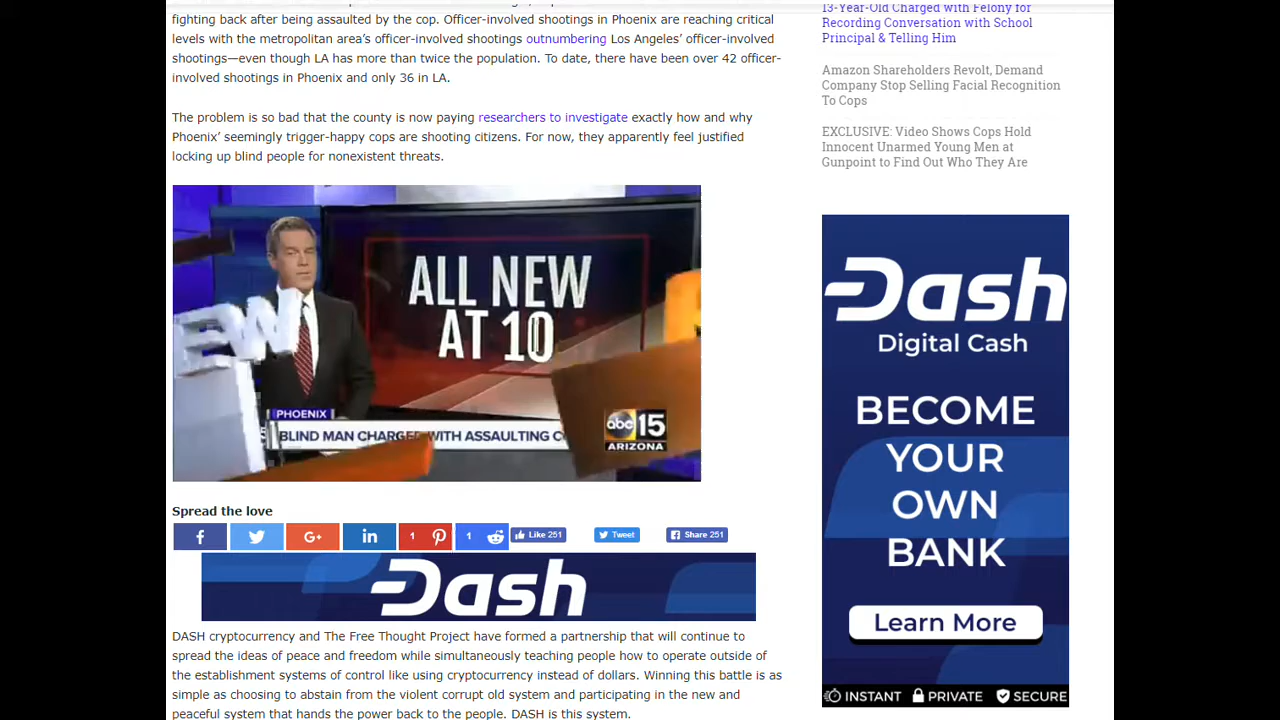 fighting back after being assaulted by the cop. Officer-involved shootings in Phoenix are reaching critical
levels with the metropolitan area's officer-involved shootings outnumbering Los Angeles' officer-involved
shootings—even though LA has more than twice the population. To date, there have been over 42 officer-
involved shootings in Phoenix and only 36 in LA.
The problem is so bad that the county is now paying researchers to investigate exactly how and why
Phoenix' seemingly trigger-happy cops are shooting citizens. For now, they apparently feel justified
locking up blind people for nonexistent threats.
ALL NEW
AT 10
PHOENIX
BLIND MAN CHARGED WITH ASSAULTING
abc 15
ARIZONA
Spread the love
f
G+
in
1
1
Like 251
Tweet
Share 251
Dash
DASH cryptocurrency and The Free Thought Project have formed a partnership that will continue to
spread the ideas of peace and freedom while simultaneously teaching people how to operate outside of
the establishment systems of control like using cryptocurrency instead of dollars. Winning this battle is as
simple as choosing to abstain from the violent corrupt old system and participating in the new and
peaceful system that hands the power back to the people. DASH is this system.
13-Year-Old Charged with Felony for
Recording Conversation with School
Principal & Telling Him
Amazon Shareholders Revolt, Demand
Company Stop Selling Facial Recognition
To Cops
EXCLUSIVE: Video Shows Cops Hold
Innocent Unarmed Young Men at
Gunpoint to Find Out Who They Are
Dash
Digital Cash
BECOME
YOUR
OWN
BANK
Learn More
INSTANT PRIVATE SECURE